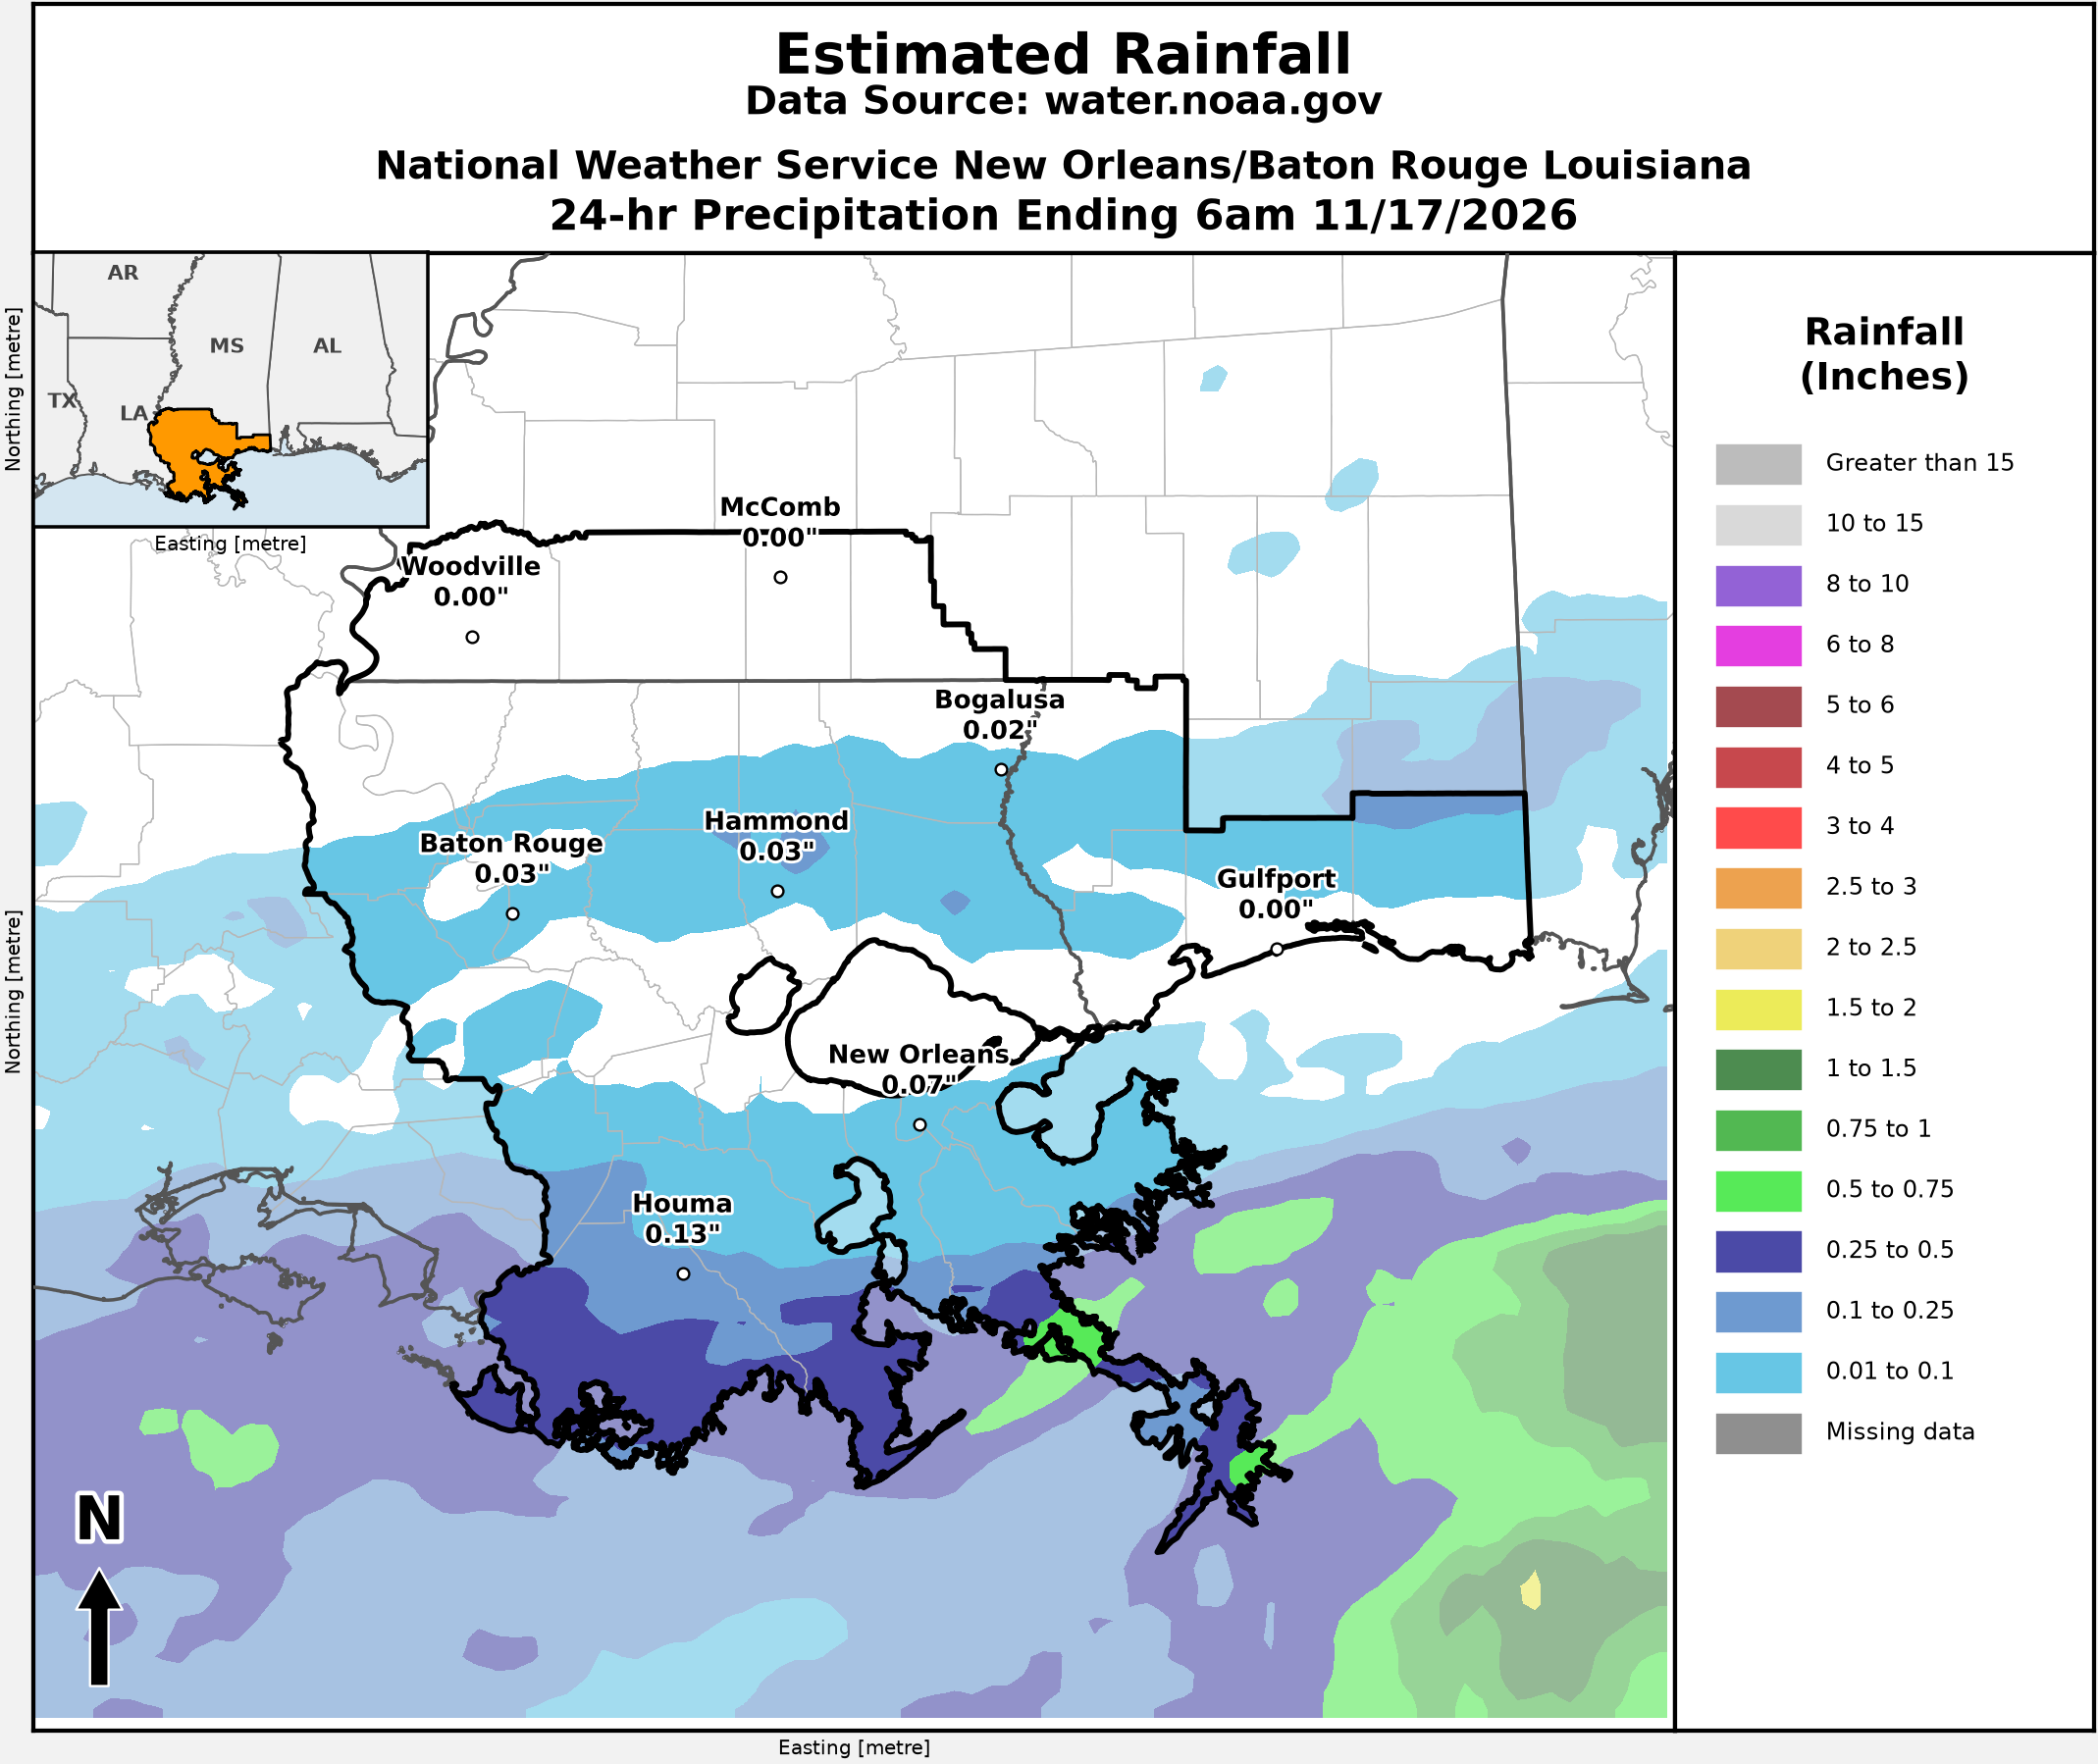 Estimated Rainfall
Data Source: water.noaa.gov
National Weather Service New Orleans/Baton Rouge Louisiana
24-hr Precipitation Ending 6am 11/17/2026
AR
MS
AL
TX
LA
Northing [metre]
Easting [metre]
McComb
0.00"
Woodville
0.00"
Bogalusa
0.02"
Hammond
0.03"
Baton Rouge
0.03"
Gulfport
0.00"
New Orleans
0.07"
Houma
0.13"
N
Northing [metre]
Easting [metre]
Rainfall
(Inches)
Greater than 15
10 to 15
8 to 10
6 to 8
5 to 6
4 to 5
3 to 4
2.5 to 3
2 to 2.5
1.5 to 2
1 to 1.5
0.75 to 1
0.5 to 0.75
0.25 to 0.5
0.1 to 0.25
0.01 to 0.1
Missing data